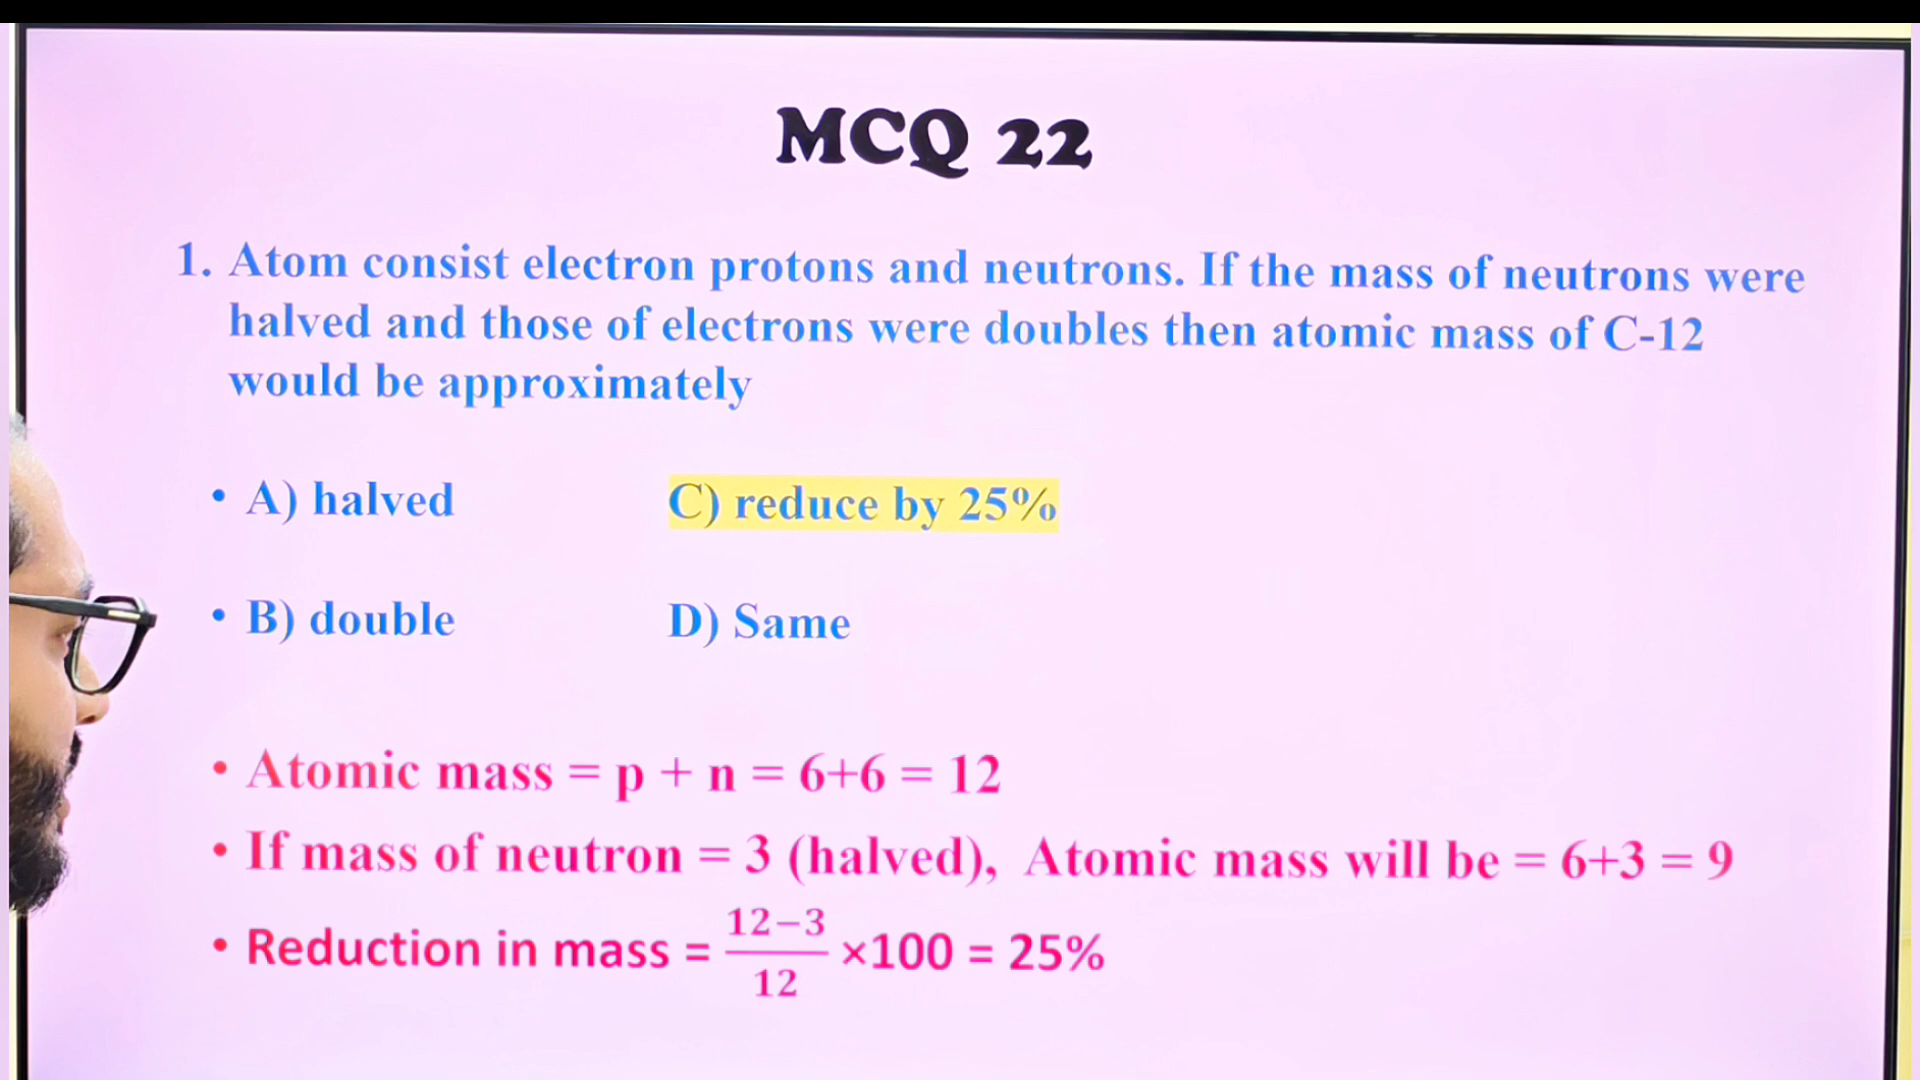 MCQ 22
1. Atom consist electron protons and neutrons. If the mass of neutrons were
halved and those of electrons were doubles then atomic mass of C-12
would be approximately
• A) halved C) reduce by 25%
• B) double D) Same
• Atomic mass = p + n = 6+6 = 12
• If mass of neutron = 3 (halved), Atomic mass will be = 6+3 = 9
• Reduction in mass = \frac{12-3}{12} ×100 = 25%